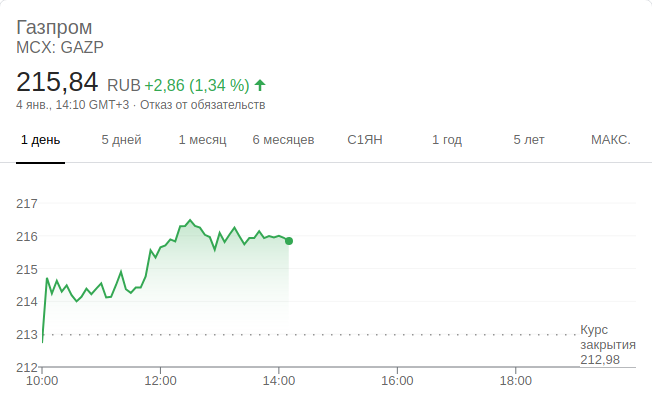 Газпром
MCX: GAZP
215,84 RUB +2,86 (1,34 %)
4 янв., 14:10 GMT+3 · Отказ от обязательств
1 день 5 дней 1 месяц 6 месяцев С1ЯН 1 год 5 лет МАКС.
217
216
215
214
213
212
Курс
закрытия
212,98
10:00 12:00 14:00 16:00 18:00